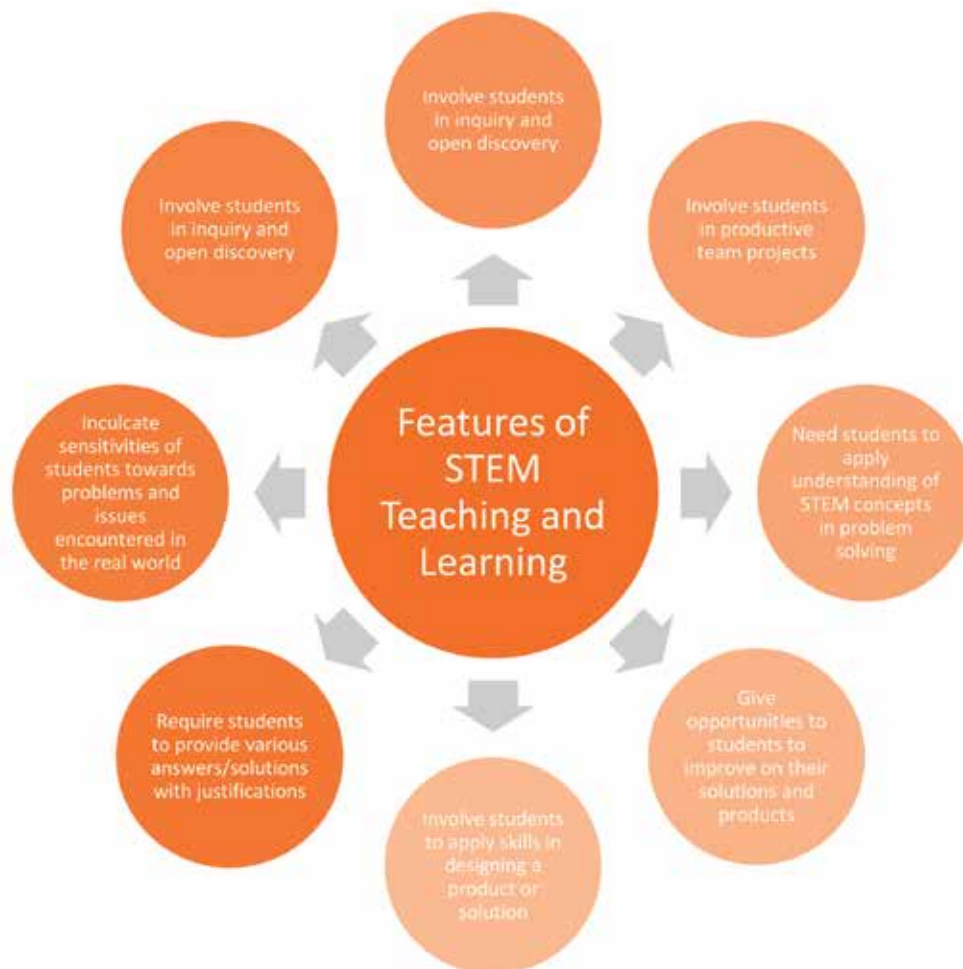 Features of
STEM
Teaching and
Learning
Involve students
in inquiry and
open discovery
Involve students
in productive
team projects
Need students to
apply
understanding of
STEM concepts
in problem
solving
Give
opportunities to
students to
improve on their
solutions and
products
Involve students
to apply skills in
designing a
product or
solution
Require students
to provide various
answers/solutions
with justifications
Inculcate
sensitivities of
students towards
problems and
issues
encountered in
the real world
Involve students
in inquiry and
open discovery